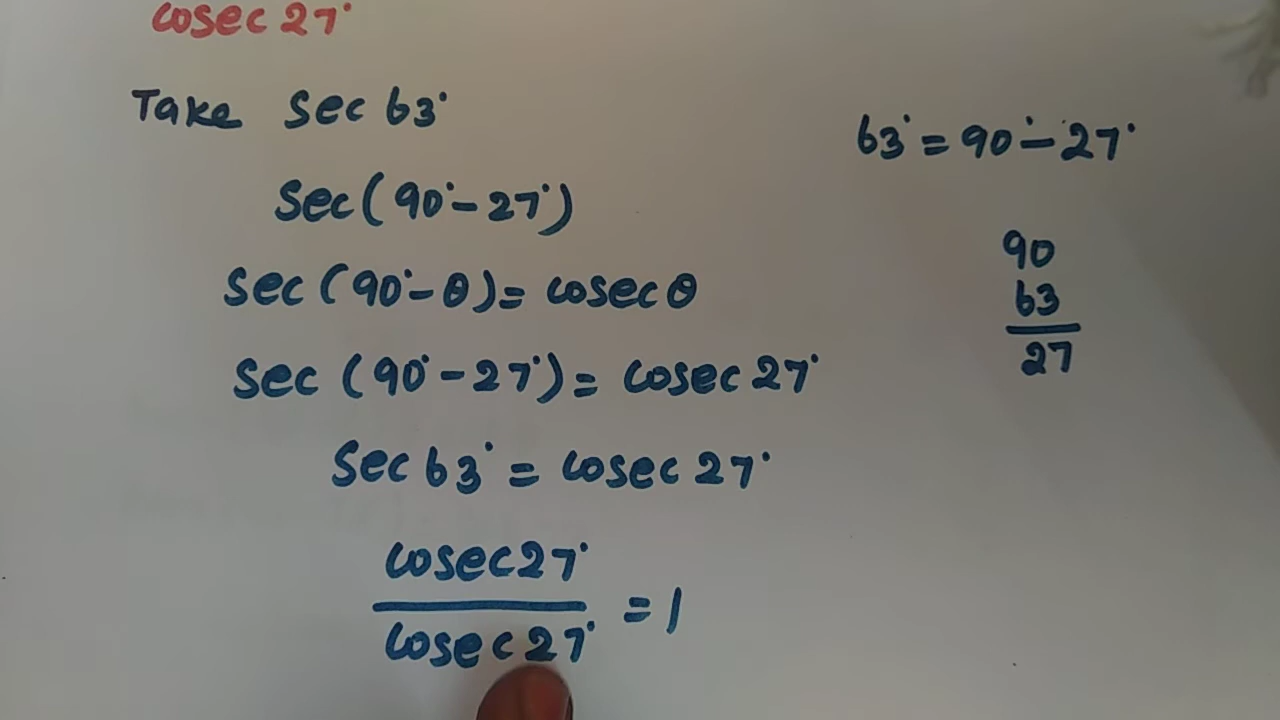 cosec 27°
Take sec 63°
63° = 90° - 27°
sec (90° - 27°)
90
63
27
sec (90° - θ) = cosec θ
sec (90° - 27°) = cosec 27°
sec 63° = cosec 27°
cosec 27°
cosec 27° = 1